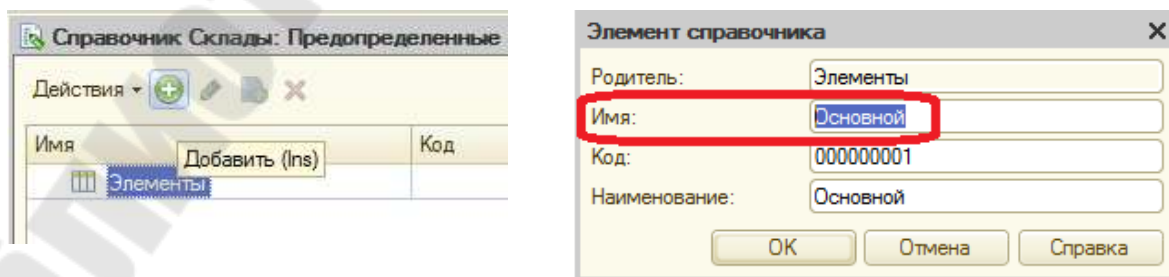 Справочник Склады: Предопределенные
Действия
Имя
Код
Добавить (Ins)
Элементы
Элемент справочника
Родитель:
Элементы
Имя:
Основной
Код:
000000001
Наименование:
Основной
OK
Отмена
Справка